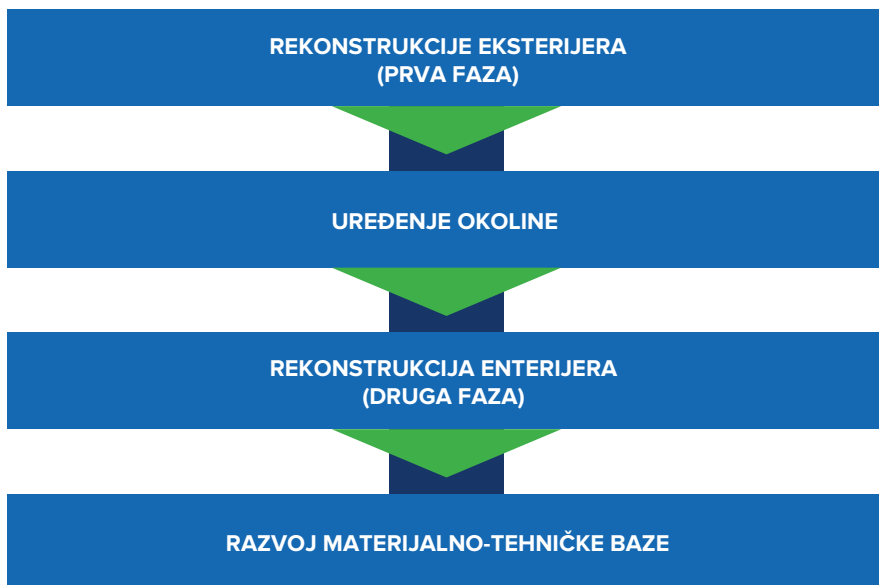 REKONSTRUKCIJE EKSTERIJERA
(PRVA FAZA)
UREĐENJE OKOLINE
REKONSTRUKCIJA ENTERIJERA
(DRUGA FAZA)
RAZVOJ MATERIJALNO-TEHNIČKE BAZE